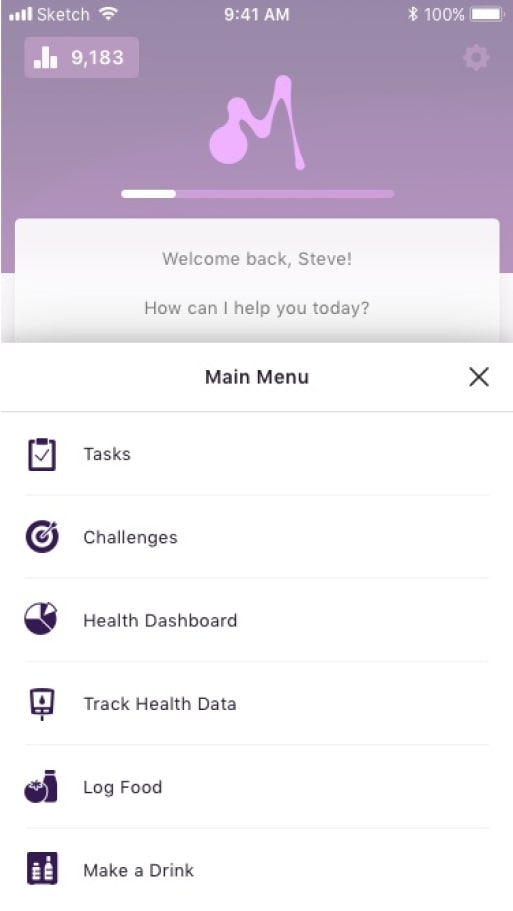 Sketch 9:41 AM 100%
9,183
Welcome back, Steve!
How can I help you today?
Main Menu
Tasks
Challenges
Health Dashboard
Track Health Data
Log Food
Make a Drink